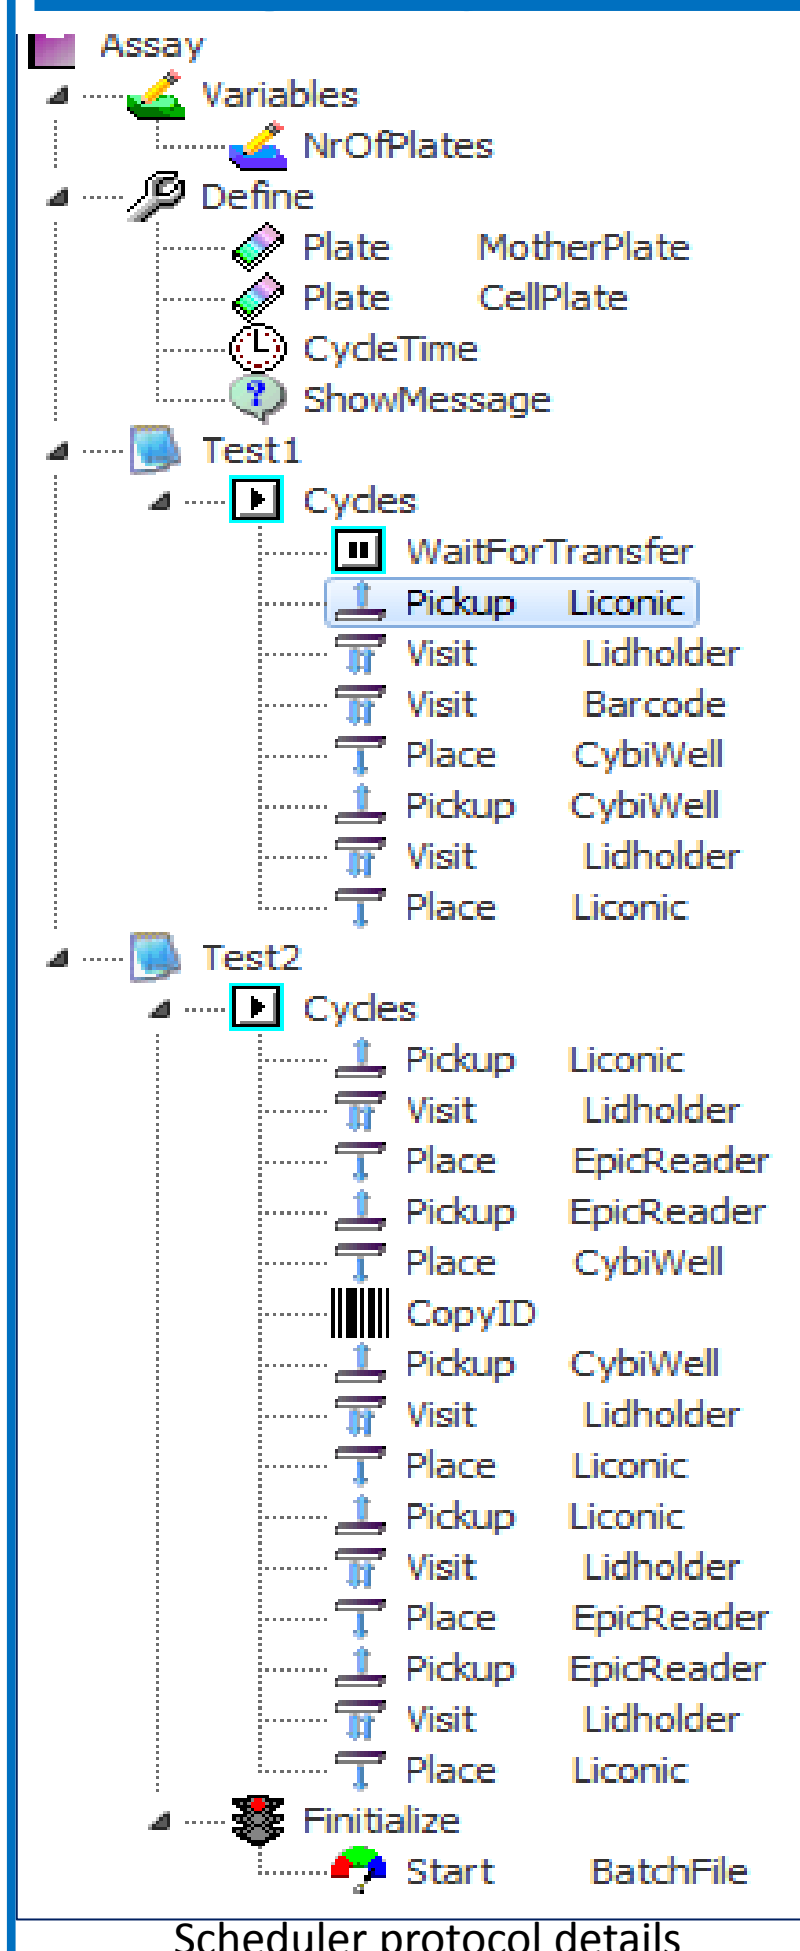 Assay
Variables
NrOfPlates
Define
Plate MotherPlate
Plate CellPlate
CycleTime
ShowMessage
Test1
Cycles
WaitForTransfer
Pickup Liconic
Visit Lidholder
Visit Barcode
Place CybiWell
Pickup CybiWell
Visit Lidholder
Place Liconic
Test2
Cycles
Pickup Liconic
Visit Lidholder
Place EpicReader
Pickup EpicReader
Place CybiWell
CopyID
Pickup CybiWell
Visit Lidholder
Place Liconic
Pickup Liconic
Visit Lidholder
Place EpicReader
Pickup EpicReader
Visit Lidholder
Place Liconic
Finitialize
Start BatchFile
Scheduler protocol details